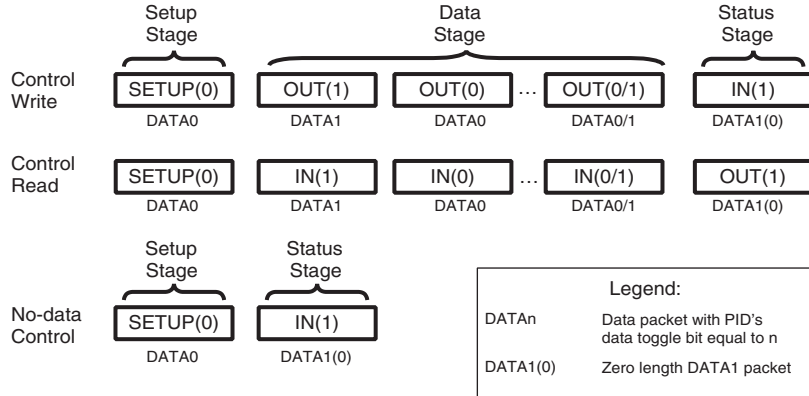 Setup Stage
Data Stage
Status Stage
Control Write
SETUP(0)
OUT(1)
OUT(0)
...
OUT(0/1)
IN(1)
DATA0
DATA1
DATA0
DATA0/1
DATA1(0)
Control Read
SETUP(0)
IN(1)
IN(0)
...
IN(0/1)
OUT(1)
DATA0
DATA1
DATA0
DATA0/1
DATA1(0)
Setup Stage
Status Stage
No-data Control
SETUP(0)
IN(1)
DATA0
DATA1(0)
Legend:
DATAn
Data packet with PID's
data toggle bit equal to n
DATA1(0)
Zero length DATA1 packet